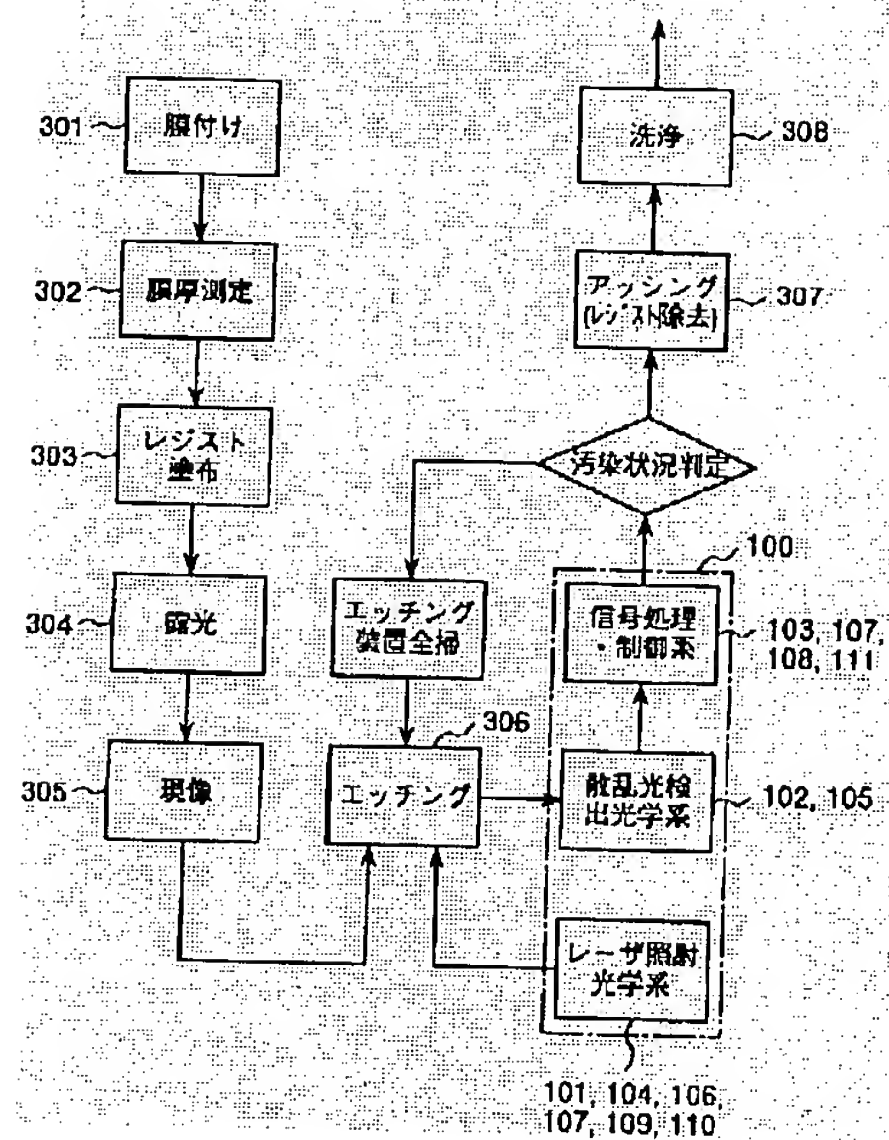 301
膜付け
302
膜厚測定
303
レジスト
塗布
304
露光
305
現像
306
エッチング
エッチング
装置全掃
汚染状況判定
100
信号処理
・制御系
103, 107,
108, 111
散乱光検
出光学系
102, 105
レーザ照射
光学系
101, 104, 106,
107, 109, 110
アッシング
(レジスト除去)
307
洗浄
308